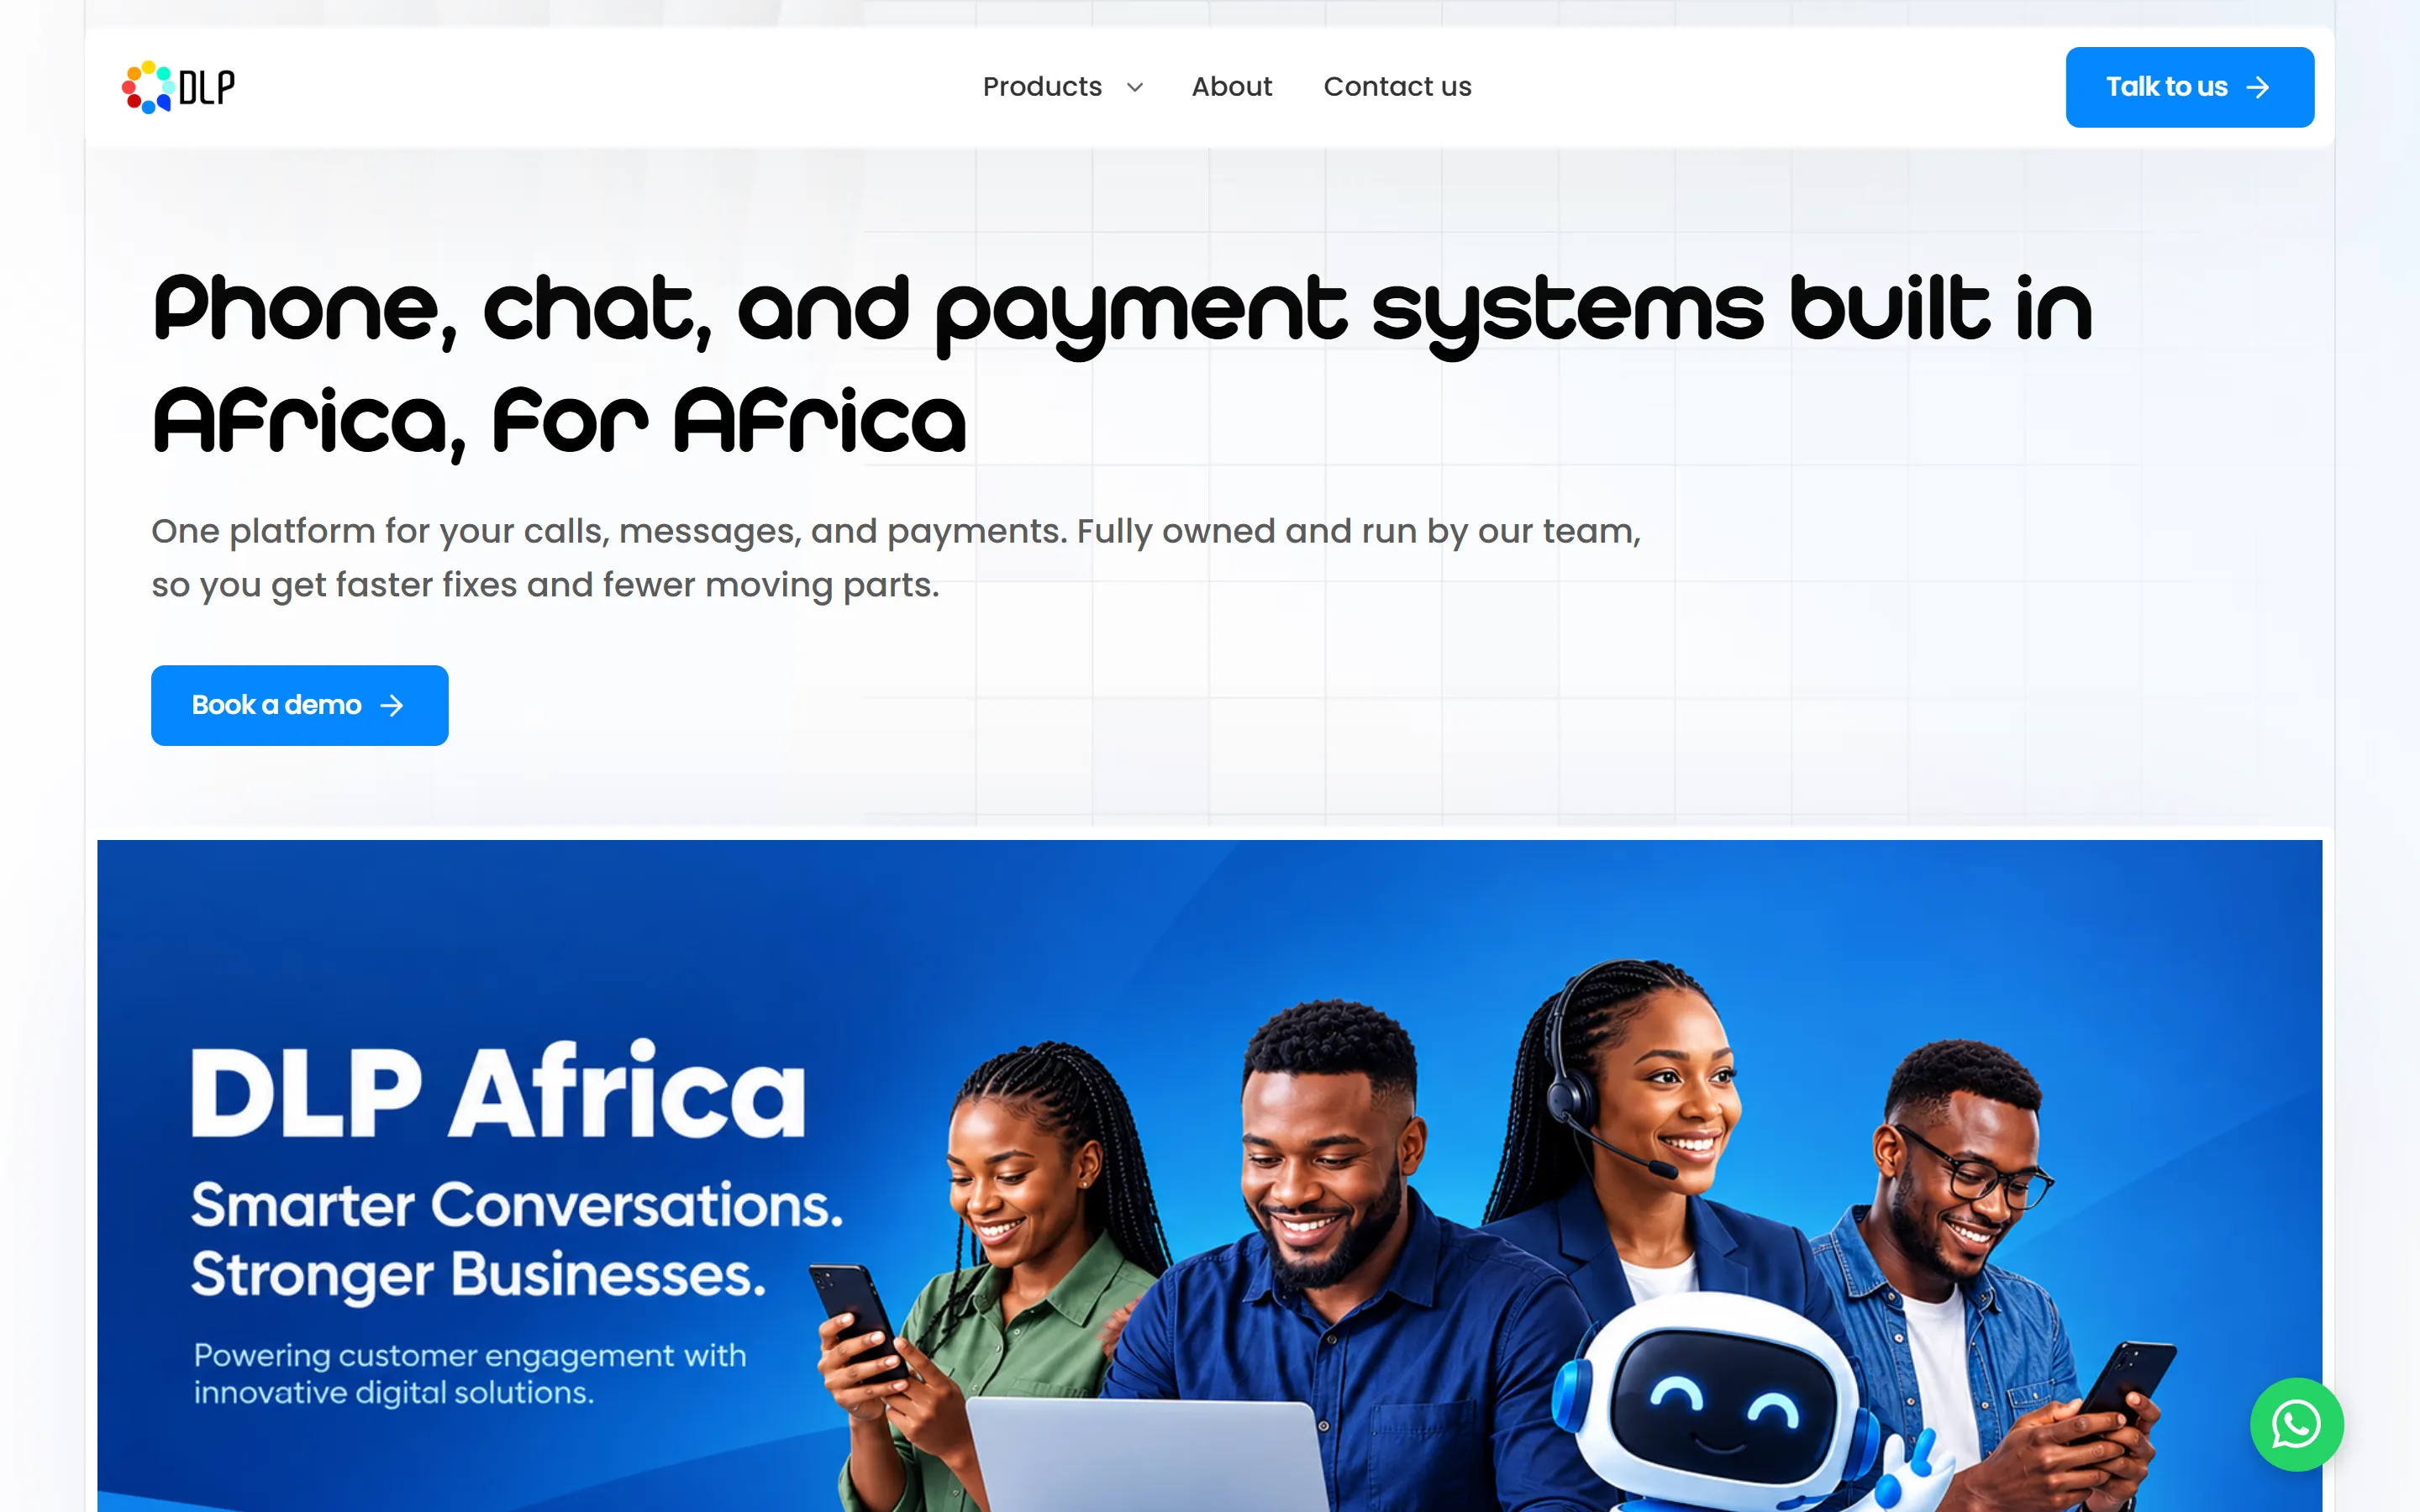 DLP
Products
About
Contact us
Talk to us
Phone, chat, and payment systems built in
Africa, For Africa
One platform for your calls, messages, and payments. Fully owned and run by our team,
so you get faster fixes and fewer moving parts.
Book a demo
DLP Africa
Smarter Conversations.
Stronger Businesses.
Powering customer engagement with
innovative digital solutions.